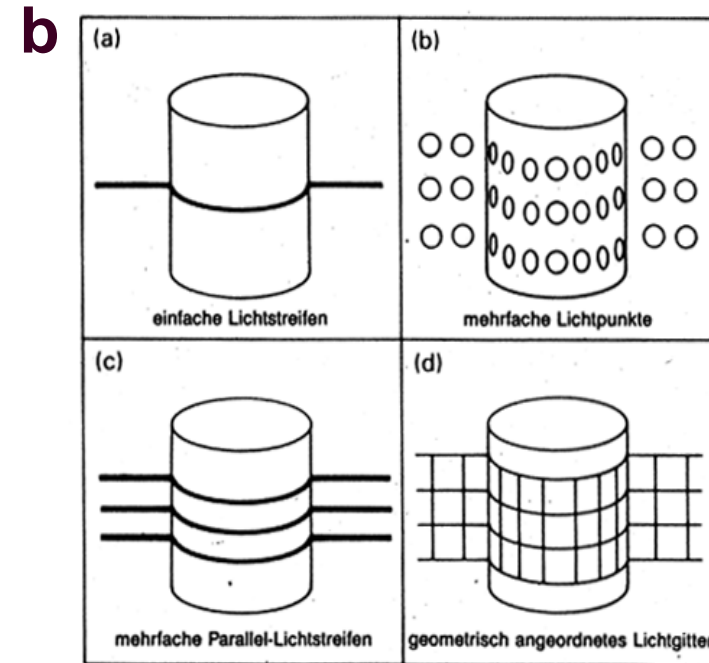 b
(a)
(b)
einfache Lichtstreifen
mehrfache Lichtpunkte
(c)
(d)
mehrfache Parallel-Lichtstreifen
geometrisch angeordnetes Lichtgitter